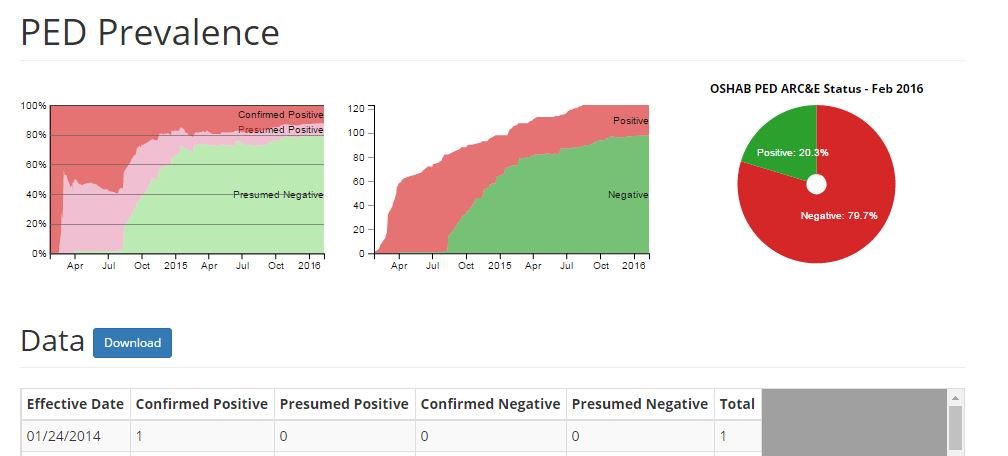 PED Prevalence
100%
80%
60%
40%
20%
0%
Confirmed Positive
Presumed Positive
Presumed Negative
Apr Jul Oct 2015 Apr Jul Oct 2016
120
100
80
60
40
20
0
Positive
Negative
Apr Jul Oct 2015 Apr Jul Oct 2016
OSHAB PED ARC&E Status - Feb 2016
Positive: 20.3%
Negative: 79.7%
Data Download
Effective Date Confirmed Positive Presumed Positive Confirmed Negative Presumed Negative Total
01/24/2014 1 0 0 0 1